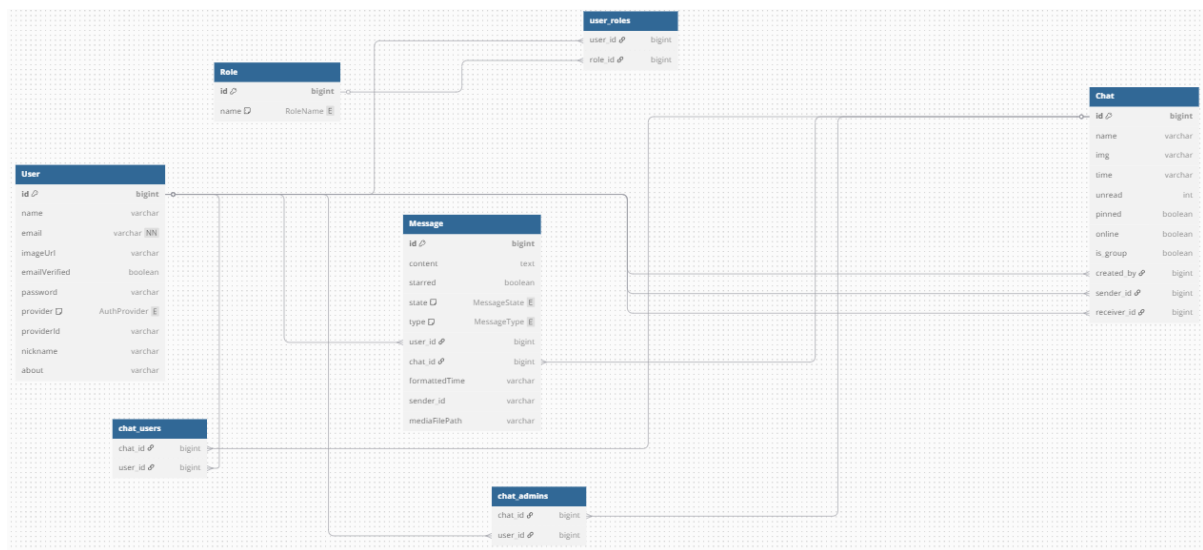 user_roles
user_id bigint
role_id bigint
Role
id bigint
name RoleName E
Chat
id bigint
name varchar
img varchar
time varchar
unread int
pinned boolean
online boolean
is_group boolean
created_by bigint
sender_id bigint
receiver_id bigint
User
id bigint
name varchar
email varchar NN
imageUrl varchar
emailVerified boolean
password varchar
provider AuthProvider E
providerId varchar
nickname varchar
about varchar
Message
id bigint
content text
starred boolean
state MessageState E
type MessageType E
user_id bigint
chat_id bigint
formattedTime varchar
sender_id varchar
mediaFilePath varchar
chat_users
chat_id bigint
user_id bigint
chat_admins
chat_id bigint
user_id bigint